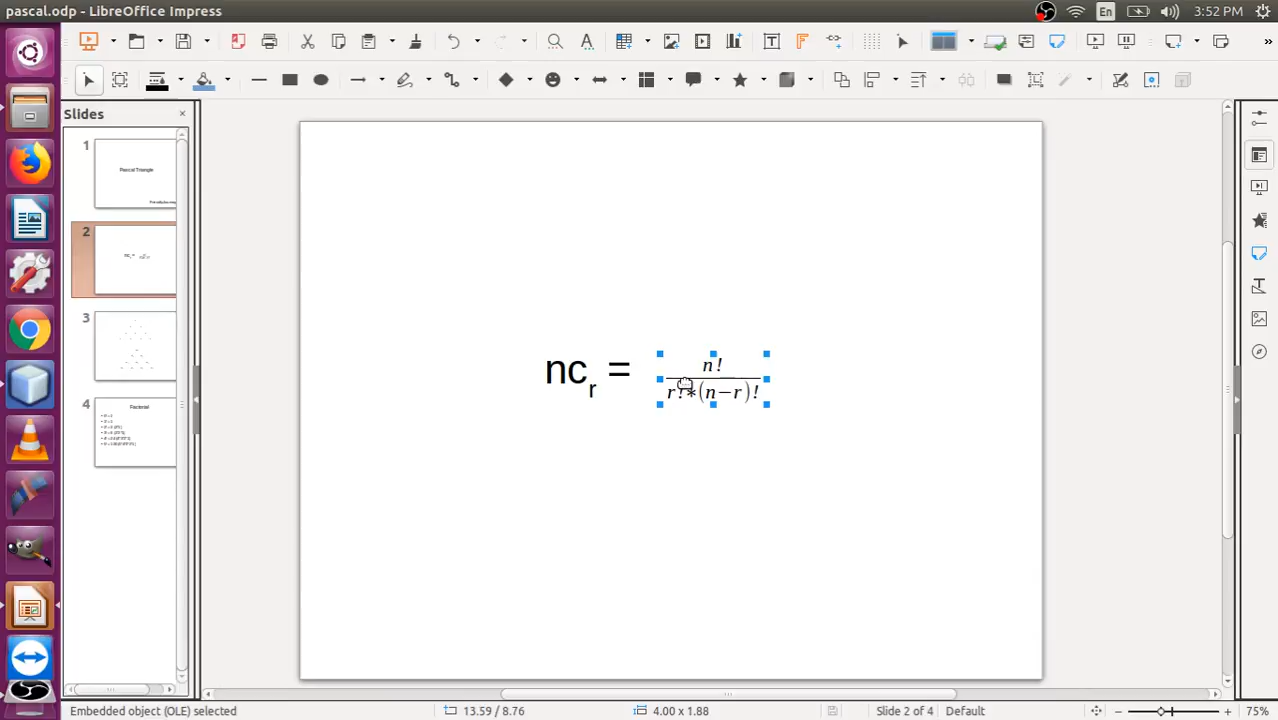 pascal.odp - LibreOffice Impress
En
3:52 PM
Slides
1
Pascal Triangle
2
nc r =
3
4
Factorial
nc r = n!
r!*(n−r)!
Embedded object (OLE) selected
13.59 / 8.76
4.00 x 1.88
Slide 2 of 4
Default
75%